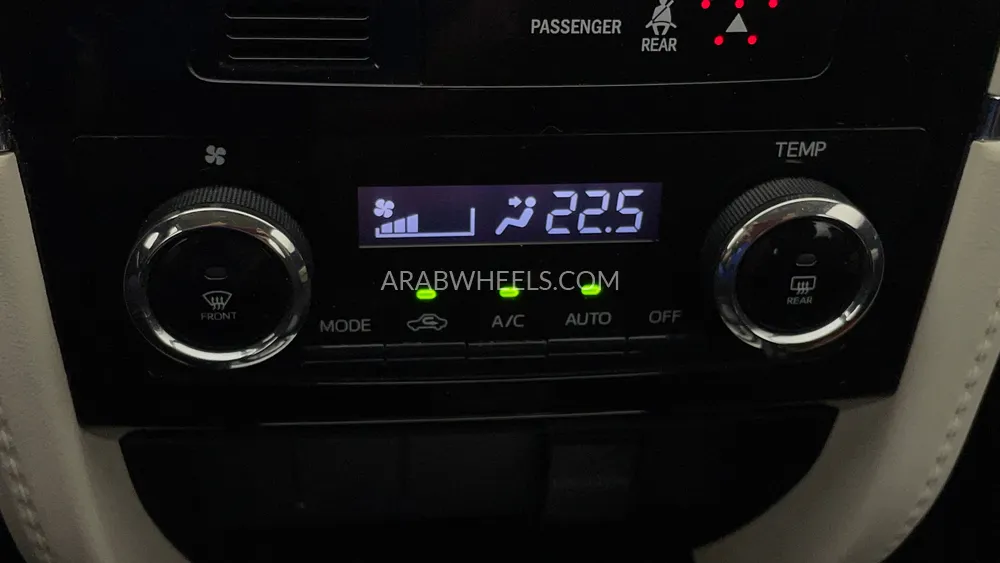 PASSENGER
REAR
TEMP
22.5
ARABWHEELS.COM
FRONT
MODE
A/C
AUTO
OFF
REAR